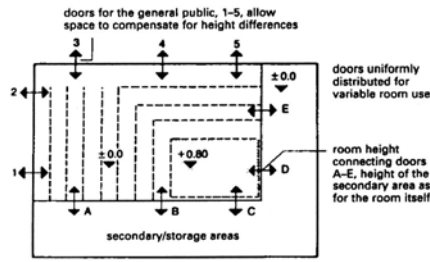 doors for the general public, 1–5, allow
space to compensate for height differences
3
4
5
±0.0
doors uniformly
distributed for
variable room use
2
E
room height
connecting doors
A–E, height of the
secondary area as
for the room itself
±0.0
+0.80
1
D
A
B
C
secondary/storage areas